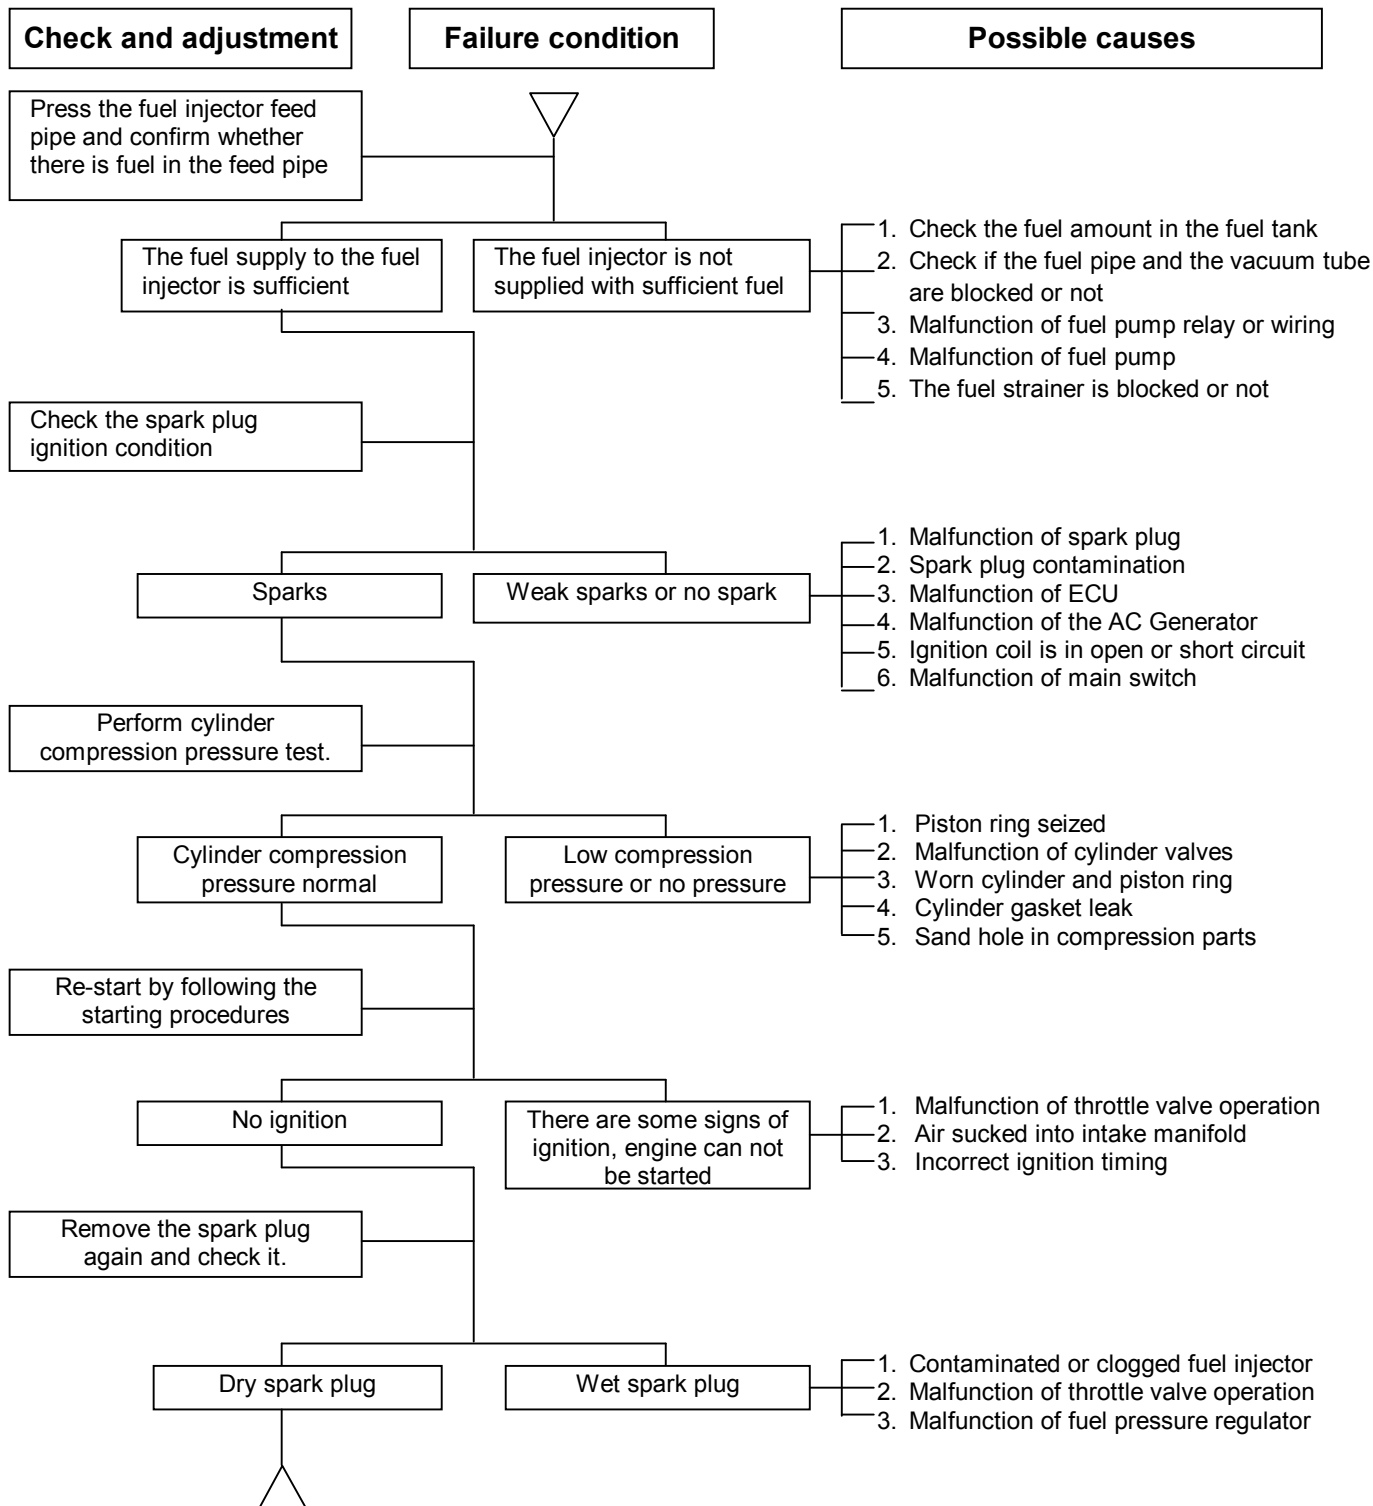 Check and adjustment
Failure condition
Possible causes
Press the fuel injector feed
pipe and confirm whether
there is fuel in the feed pipe
The fuel supply to the fuel
injector is sufficient
The fuel injector is not
supplied with sufficient fuel
1. Check the fuel amount in the fuel tank
2. Check if the fuel pipe and the vacuum tube
are blocked or not
3. Malfunction of fuel pump relay or wiring
4. Malfunction of fuel pump
5. The fuel strainer is blocked or not
Check the spark plug
ignition condition
Sparks
Weak sparks or no spark
1. Malfunction of spark plug
2. Spark plug contamination
3. Malfunction of ECU
4. Malfunction of the AC Generator
5. Ignition coil is in open or short circuit
6. Malfunction of main switch
Perform cylinder
compression pressure test.
Cylinder compression
pressure normal
Low compression
pressure or no pressure
1. Piston ring seized
2. Malfunction of cylinder valves
3. Worn cylinder and piston ring
4. Cylinder gasket leak
5. Sand hole in compression parts
Re-start by following the
starting procedures
No ignition
There are some signs of
ignition, engine can not
be started
1. Malfunction of throttle valve operation
2. Air sucked into intake manifold
3. Incorrect ignition timing
Remove the spark plug
again and check it.
Dry spark plug
Wet spark plug
1. Contaminated or clogged fuel injector
2. Malfunction of throttle valve operation
3. Malfunction of fuel pressure regulator